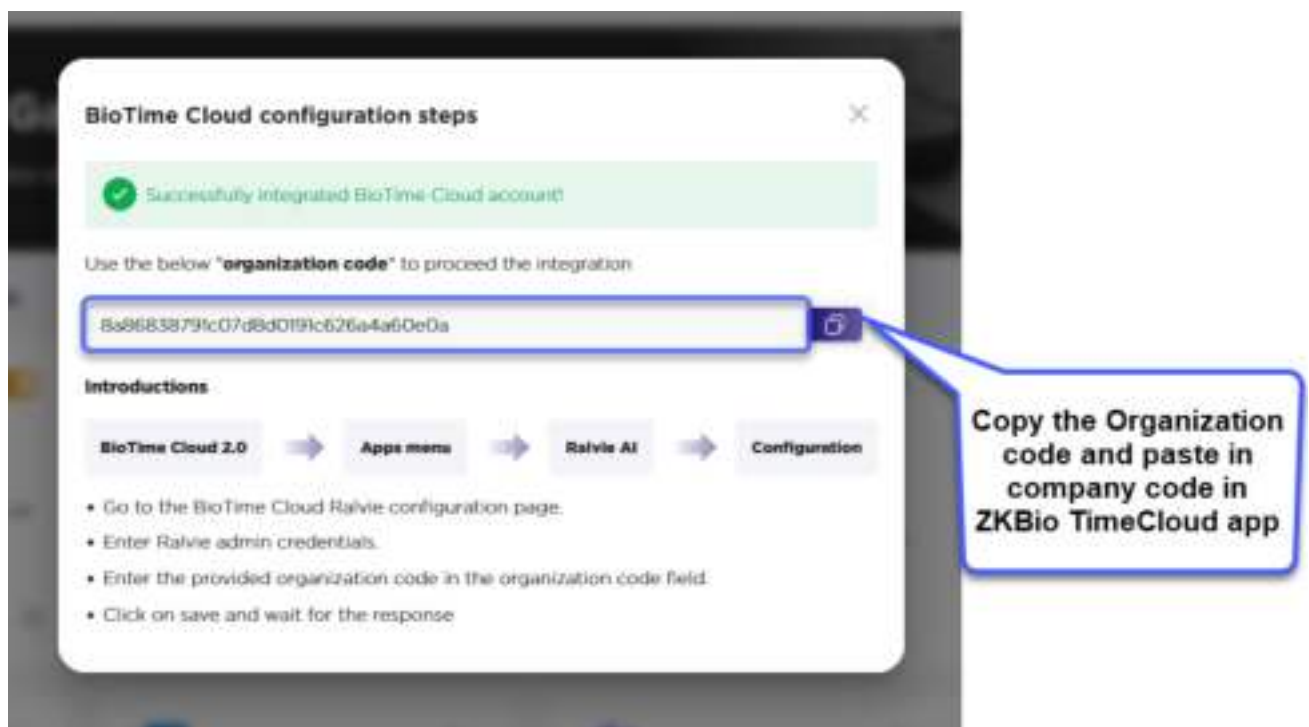 BioTime Cloud configuration steps
Successfully integrated BioTime Cloud account!
Use the below "organization code" to proceed the integration
8a86838791c07d8d0191c626a4a60e0a
Introductions
BioTime Cloud 2.0
Apps menu
Ralvie AI
Configuration
• Go to the BioTime Cloud Ralvie configuration page.
• Enter Ralvie admin credentials.
• Enter the provided organization code in the organization code field.
• Click on save and wait for the response
Copy the Organization
code and paste in
company code in
ZKBio TimeCloud app